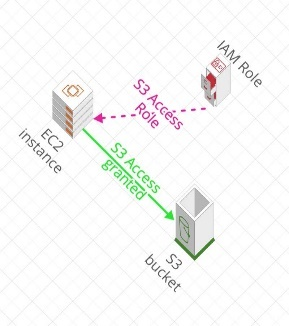 IAM Role
S3 Access
Role
EC2
instance
S3 Access
granted
S3
bucket